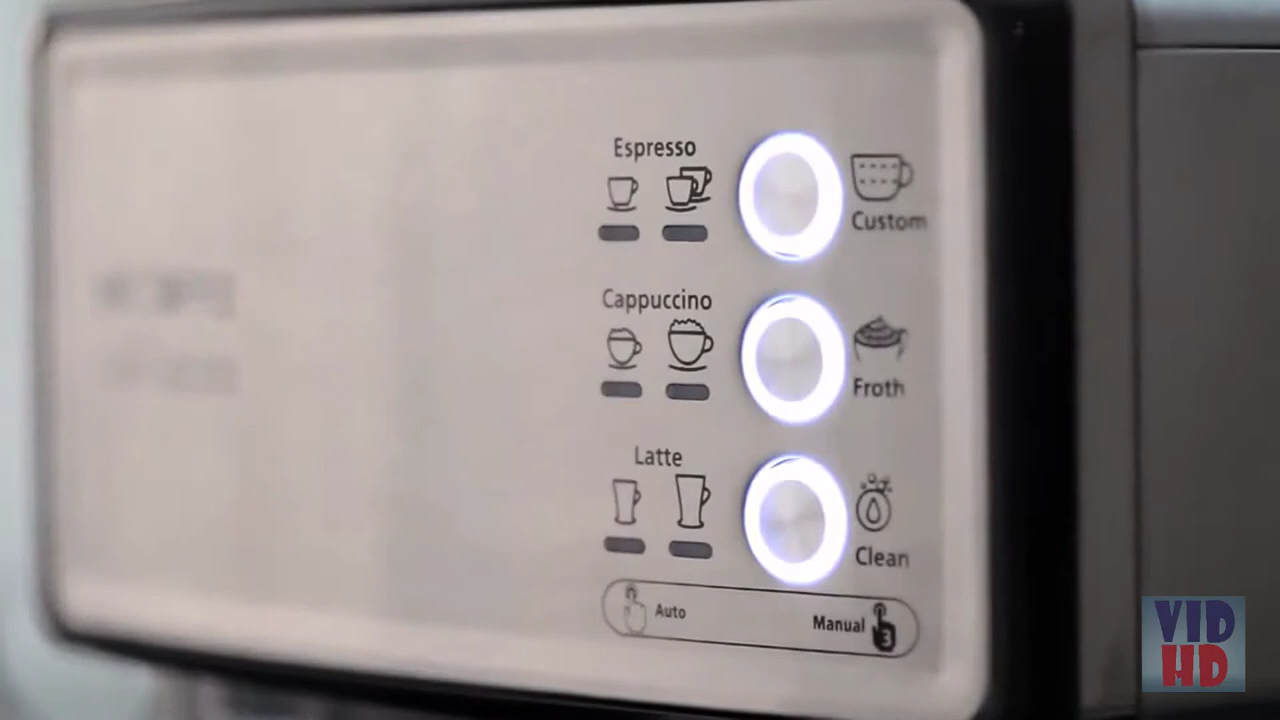 Espresso
Custom
Cappuccino
Froth
Latte
Clean
Auto
Manual
3
VID
HD